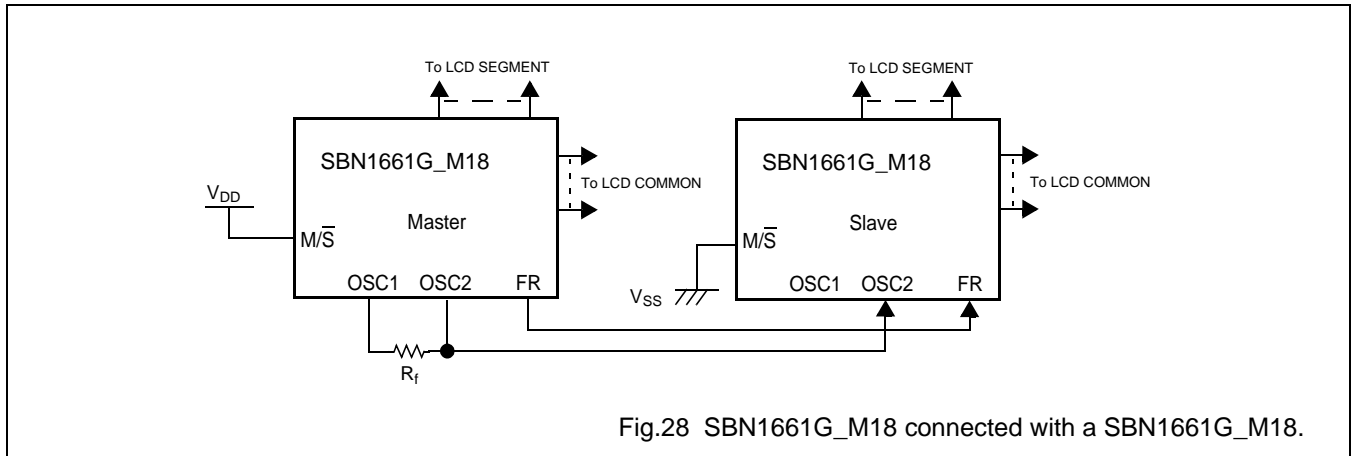 To LCD SEGMENT
SBN1661G_M18
To LCD COMMON
VDD
Master
M/S̅
OSC1 OSC2 FR
Rf
To LCD SEGMENT
SBN1661G_M18
To LCD COMMON
Slave
M/S̅
VSS
OSC1 OSC2 FR
Fig.28 SBN1661G_M18 connected with a SBN1661G_M18.